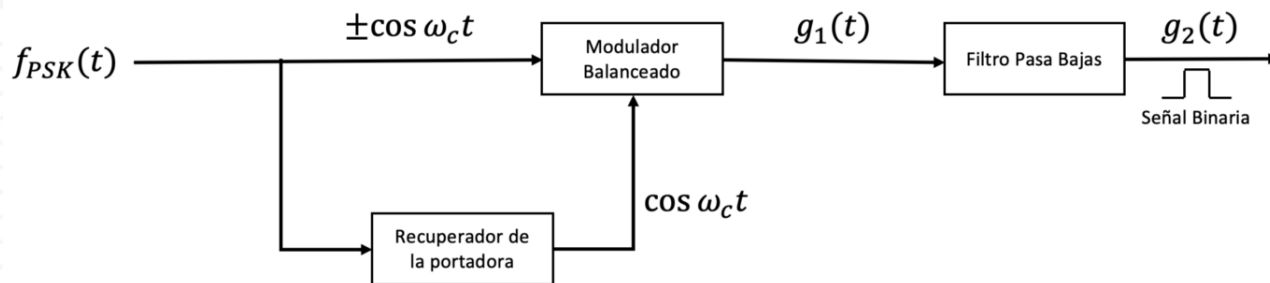 f_PSK(t)
±cos ω_c t
Modulador
Balanceado
g_1(t)
Filtro Pasa Bajas
g_2(t)
Señal Binaria
cos ω_c t
Recuperador de
la portadora